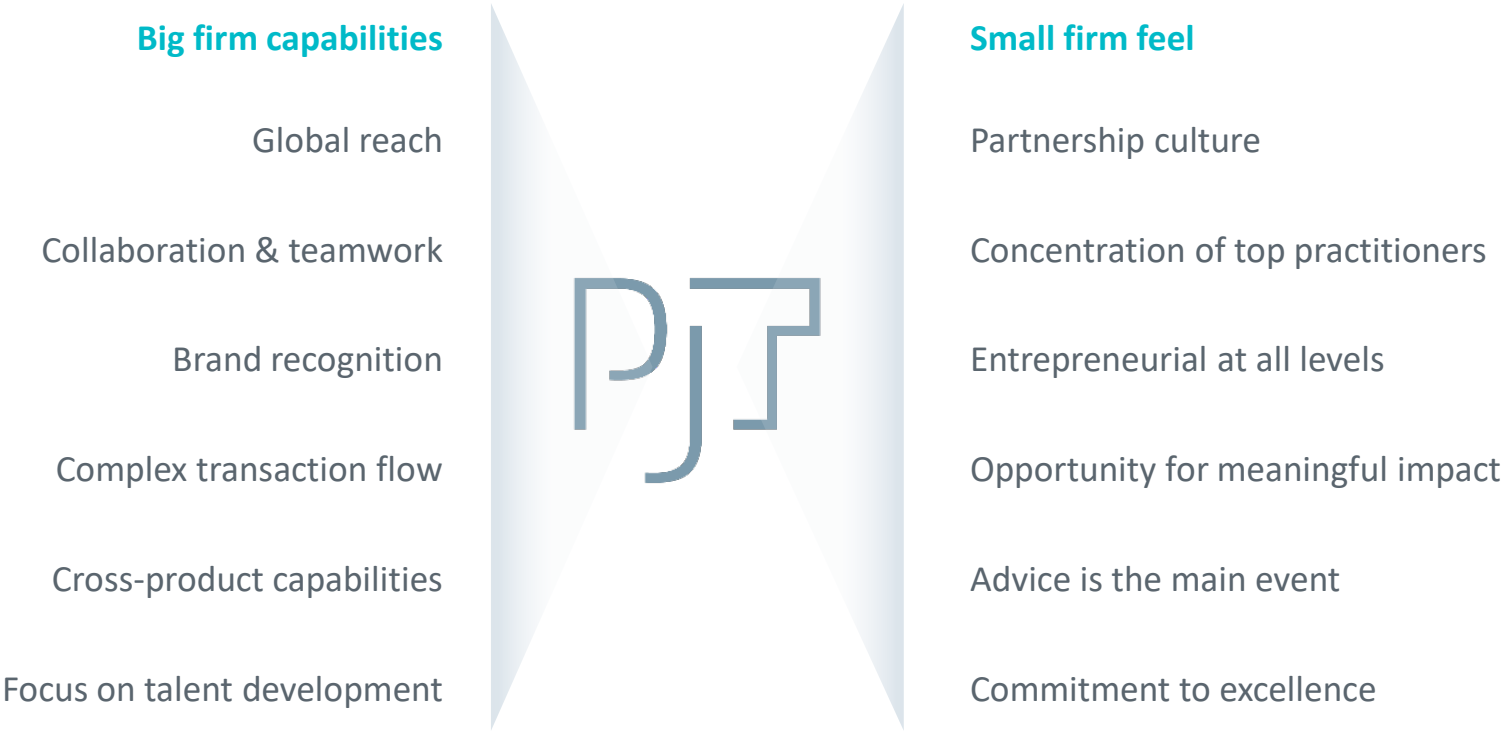 Big firm capabilities
Global reach
Collaboration & teamwork
Brand recognition
Complex transaction flow
Cross-product capabilities
Focus on talent development
PJT
Small firm feel
Partnership culture
Concentration of top practitioners
Entrepreneurial at all levels
Opportunity for meaningful impact
Advice is the main event
Commitment to excellence